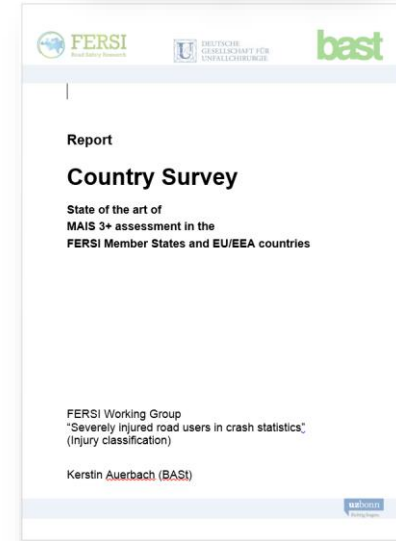 FERSI
Road Safety Research
DEUTSCHE
GESELLSCHAFT FÜR
UNFALLCHIRURGIE
bast
Report
Country Survey
State of the art of
MAIS 3+ assessment in the
FERSI Member States and EU/EEA countries
FERSI Working Group
"Severely injured road users in crash statistics"
(Injury classification)
Kerstin Auerbach (BASt)
uzbonn